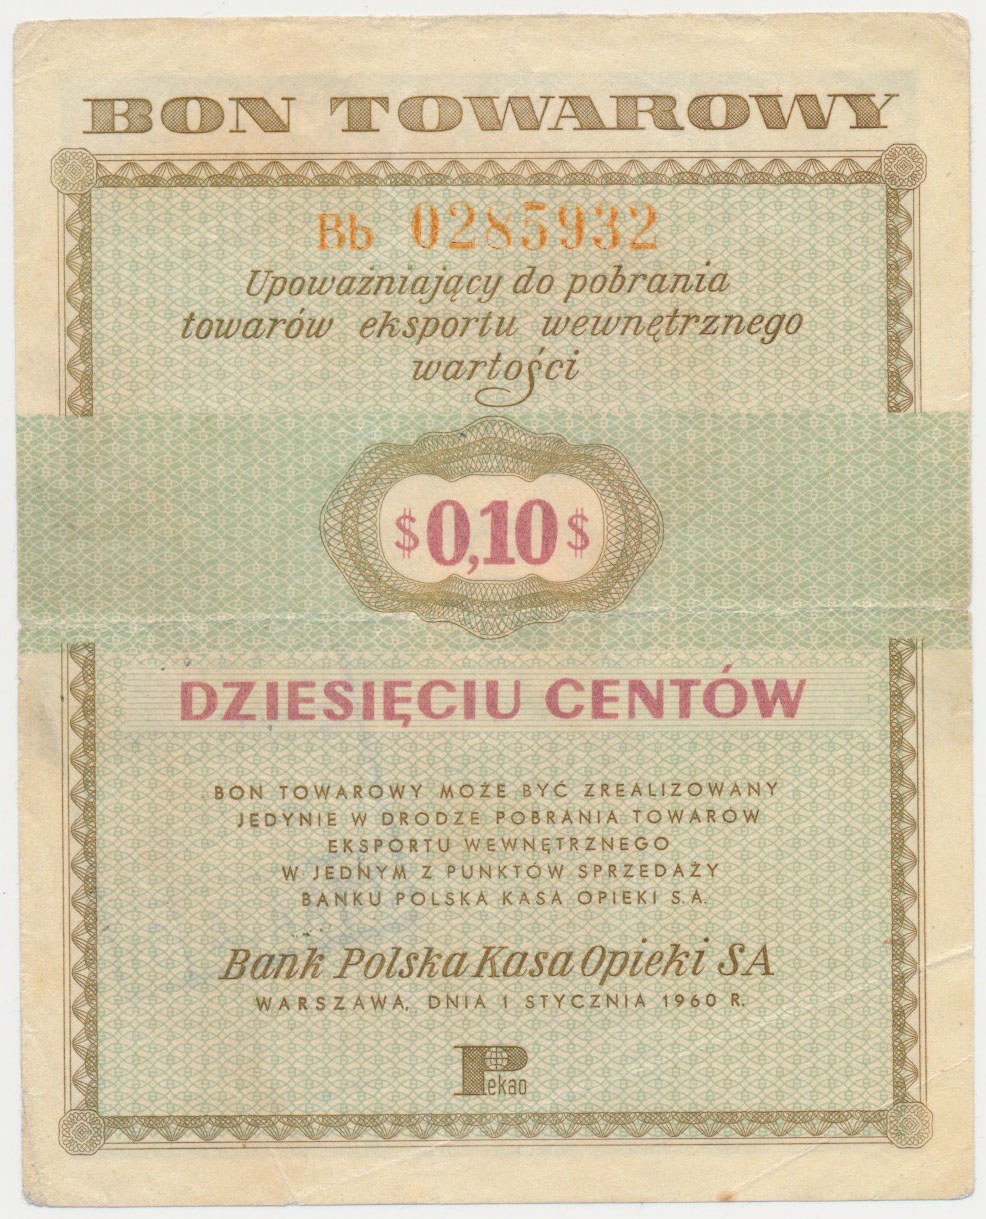 BON TOWAROWY
Bb 0285932
Upoważniający do pobrania
towarów eksportu wewnętrznego
wartości
$0,10$
DZIESIĘCIU CENTÓW
BON TOWAROWY MOŻE BYĆ ZREALIZOWANY
JEDYNIE W DRODZE POBRANIA TOWARÓW
EKSPORTU WEWNĘTRZNEGO
W JEDNYM Z PUNKTÓW SPRZEDAŻY
BANKU POLSKA KASA OPIEKI S.A.
Bank Polska Kasa Opieki SA
WARSZAWA, DNIA 1 STYCZNIA 1960 R.
Pekao